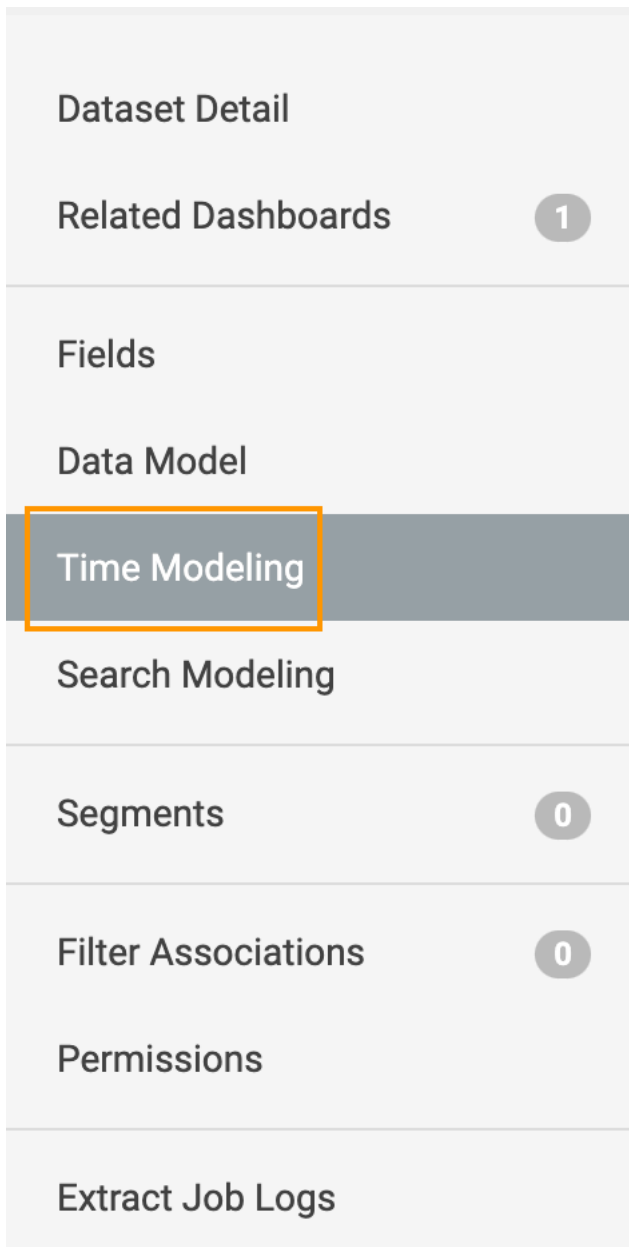 Dataset Detail
Related Dashboards 1
Fields
Data Model
Time Modeling
Search Modeling
Segments 0
Filter Associations 0
Permissions
Extract Job Logs